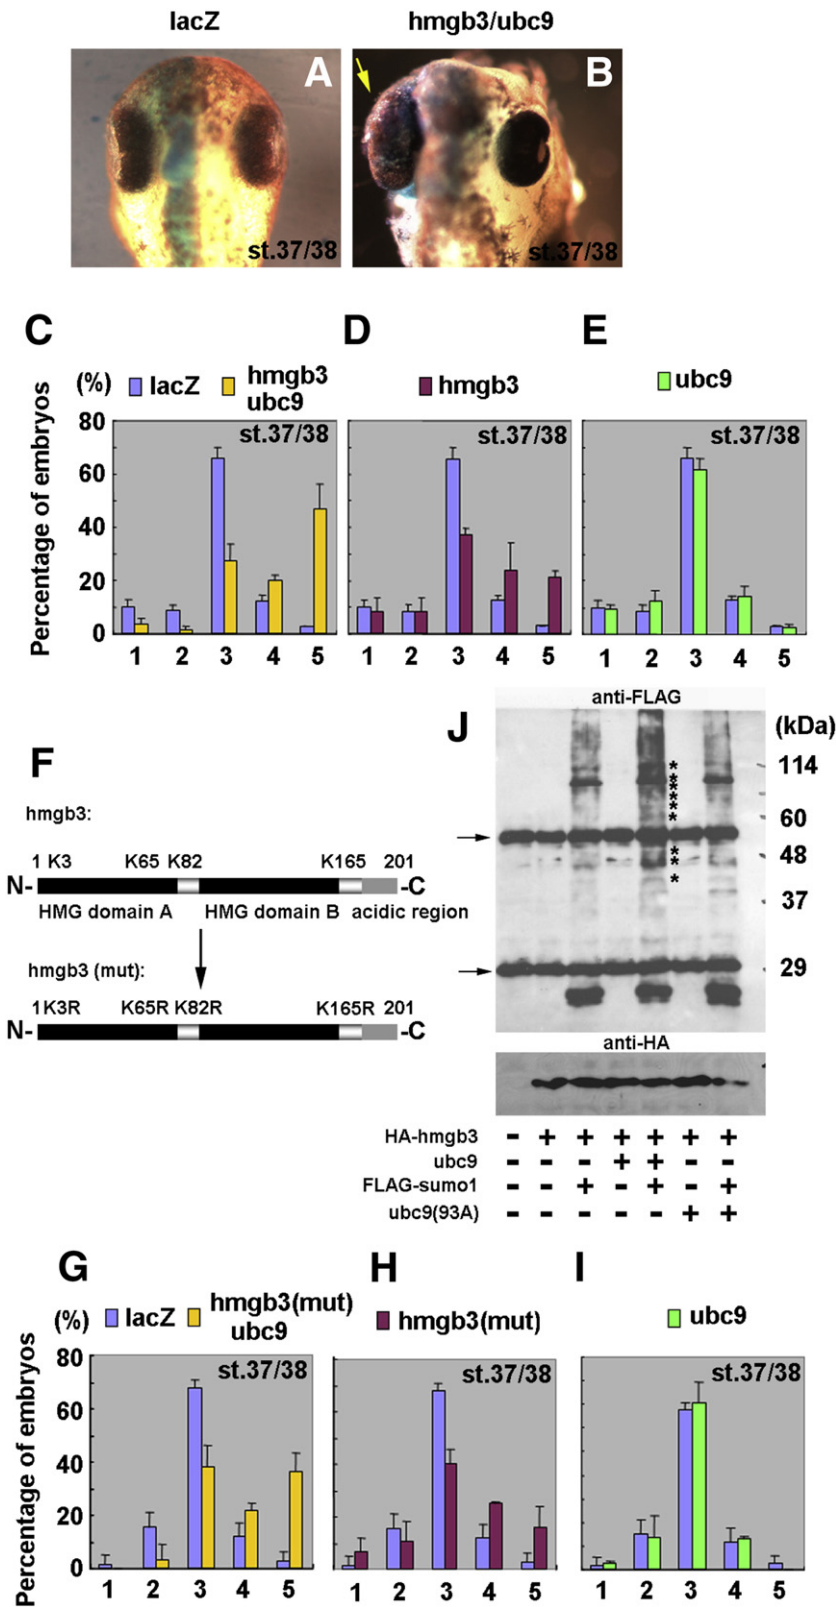 lacZ hmgb3/ubc9
A B
st.37/38 st.37/38
C D E
(%) lacZ hmgb3 ubc9 hmgb3 ubc9
Percentage of embryos
80
60
40
20
0
st.37/38 st.37/38 st.37/38
1 2 3 4 5 1 2 3 4 5 1 2 3 4 5
F
hmgb3:
1 K3 K65 K82 K165 201
N- -C
HMG domain A HMG domain B acidic region
hmgb3 (mut):
1K3R K65R K82R K165R 201
N- -C
J
anti-FLAG
(kDa)
114
60
48
37
29
*
*
*
*
*
*
*
*
*
anti-HA
HA-hmgb3 - + + + + + +
ubc9 - - - + + - -
FLAG-sumo1 - - + - + - +
ubc9(93A) - - - - - + +
G H I
(%) lacZ hmgb3(mut) ubc9 hmgb3(mut) ubc9
Percentage of embryos
80
60
40
20
0
st.37/38 st.37/38 st.37/38
1 2 3 4 5 1 2 3 4 5 1 2 3 4 5